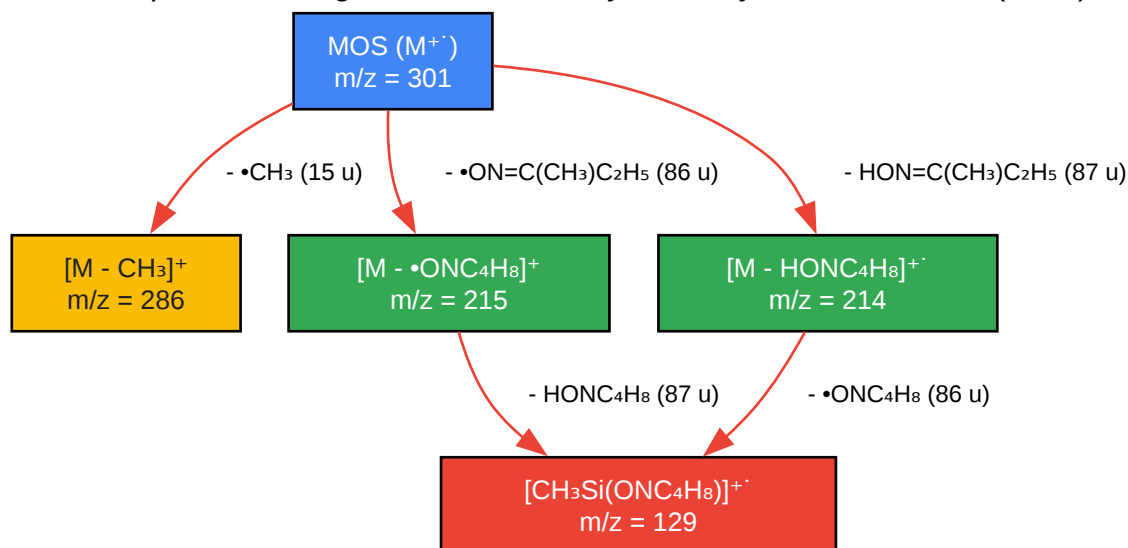 MOS (M⁺˙)
m/z = 301
- •CH₃ (15 u)
- •ON=C(CH₃)C₂H₅ (86 u)
- HON=C(CH₃)C₂H₅ (87 u)
[M - CH₃]⁺
m/z = 286
[M - •ONC₄H₈]⁺
m/z = 215
[M - HONC₄H₈]⁺˙
m/z = 214
- HONC₄H₈ (87 u)
- •ONC₄H₈ (86 u)
[CH₃Si(ONC₄H₈)]⁺˙
m/z = 129